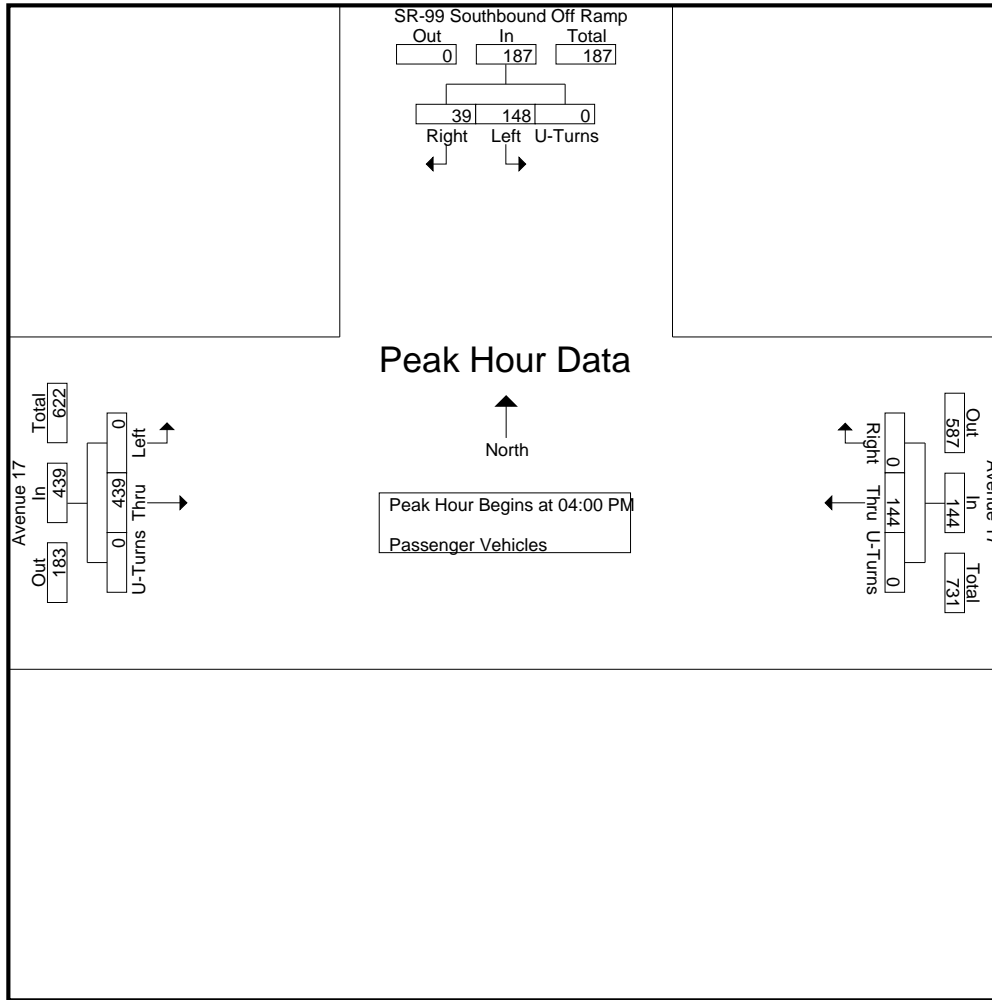 SR-99 Southbound Off Ramp
Out In Total
0 187 187
39 148 0
Right Left U-Turns
Peak Hour Data
North
Peak Hour Begins at 04:00 PM
Passenger Vehicles
Avenue 17
Out In Total
183 439 622
U-Turns Thru Left
0 439 0
Avenue 17
Out In Total
587 144 731
Right Thru U-Turns
0 144 0